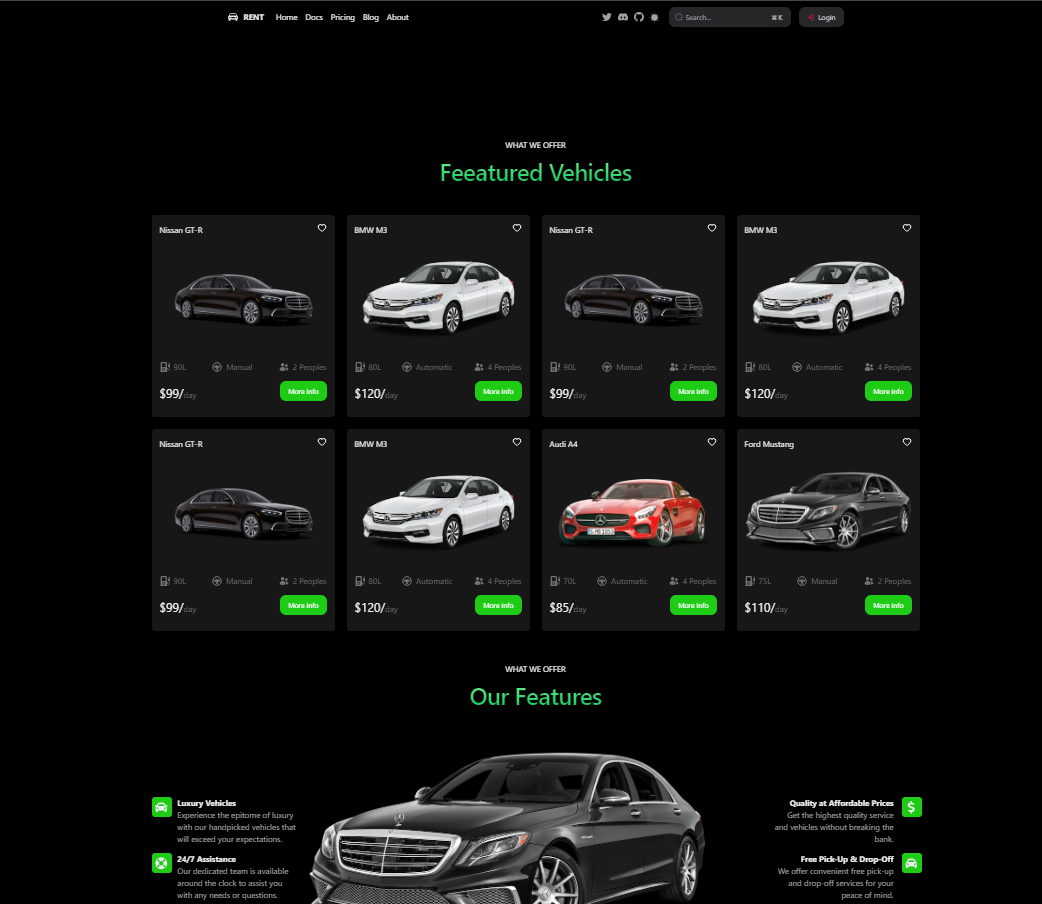 RENT Home Docs Pricing Blog About Search... ⌘K Login
WHAT WE OFFER
Feeatured Vehicles
Nissan GT-R
90L Manual 2 Peoples
$99/day More info
BMW M3
80L Automatic 4 Peoples
$120/day More info
Nissan GT-R
90L Manual 2 Peoples
$99/day More info
BMW M3
80L Automatic 4 Peoples
$120/day More info
Nissan GT-R
90L Manual 2 Peoples
$99/day More info
BMW M3
80L Automatic 4 Peoples
$120/day More info
Audi A4
70L Automatic 4 Peoples
$85/day More info
Ford Mustang
75L Manual 2 Peoples
$110/day More info
WHAT WE OFFER
Our Features
Luxury Vehicles
Experience the epitome of luxury
with our handpicked vehicles that
will exceed your expectations.
24/7 Assistance
Our dedicated team is available
around the clock to assist you
with any needs or questions.
Quality at Affordable Prices
Get the highest quality service
and vehicles without breaking the
bank.
Free Pick-Up & Drop-Off
We offer convenient free pick-up
and drop-off services for your
peace of mind.